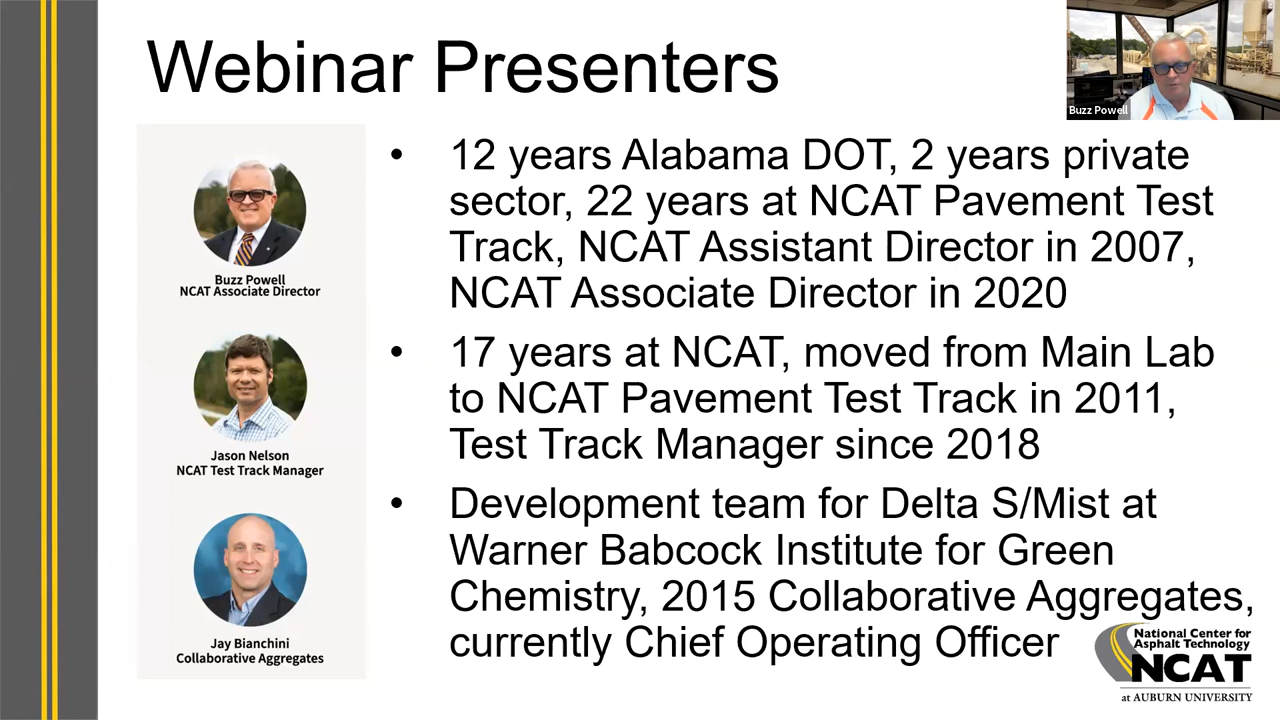 Webinar Presenters
Buzz Powell
Buzz Powell
NCAT Associate Director
Jason Nelson
NCAT Test Track Manager
Jay Bianchini
Collaborative Aggregates
• 12 years Alabama DOT, 2 years private
sector, 22 years at NCAT Pavement Test
Track, NCAT Assistant Director in 2007,
NCAT Associate Director in 2020
• 17 years at NCAT, moved from Main Lab
to NCAT Pavement Test Track in 2011,
Test Track Manager since 2018
• Development team for Delta S/Mist at
Warner Babcock Institute for Green
Chemistry, 2015 Collaborative Aggregates,
currently Chief Operating Officer
National Center for
Asphalt Technology
NCAT
at AUBURN UNIVERSITY